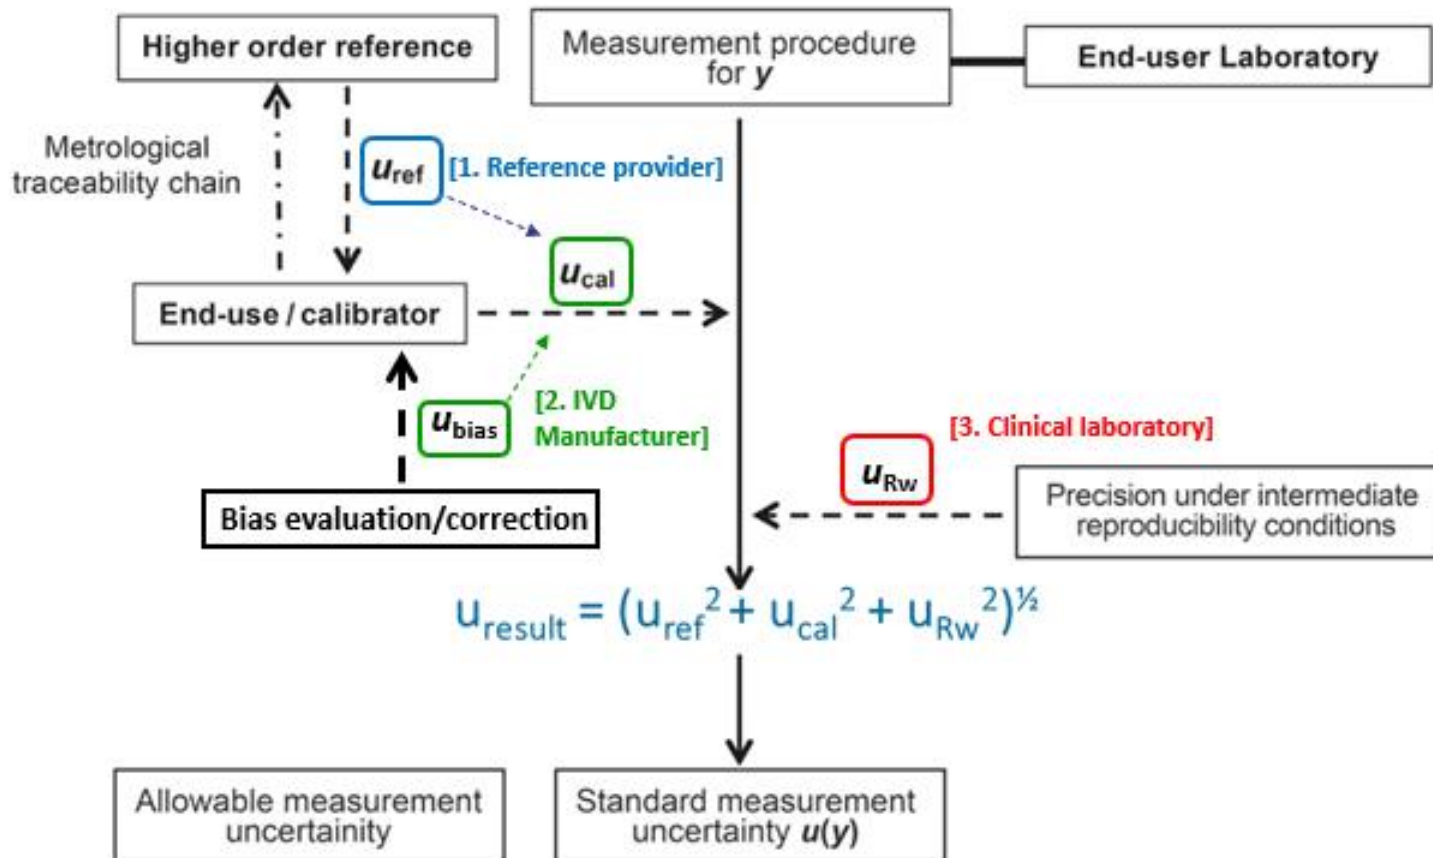 Higher order reference
Measurement procedure
for y
End-user Laboratory
Metrological
traceability chain
uref
[1. Reference provider]
ucal
End-use / calibrator
ubias
[2. IVD
Manufacturer]
[3. Clinical laboratory]
uRw
Bias evaluation/correction
Precision under intermediate
reproducibility conditions
uresult = (uref² + ucal² + uRw²)½
Allowable measurement
uncertainity
Standard measurement
uncertainty u(y)